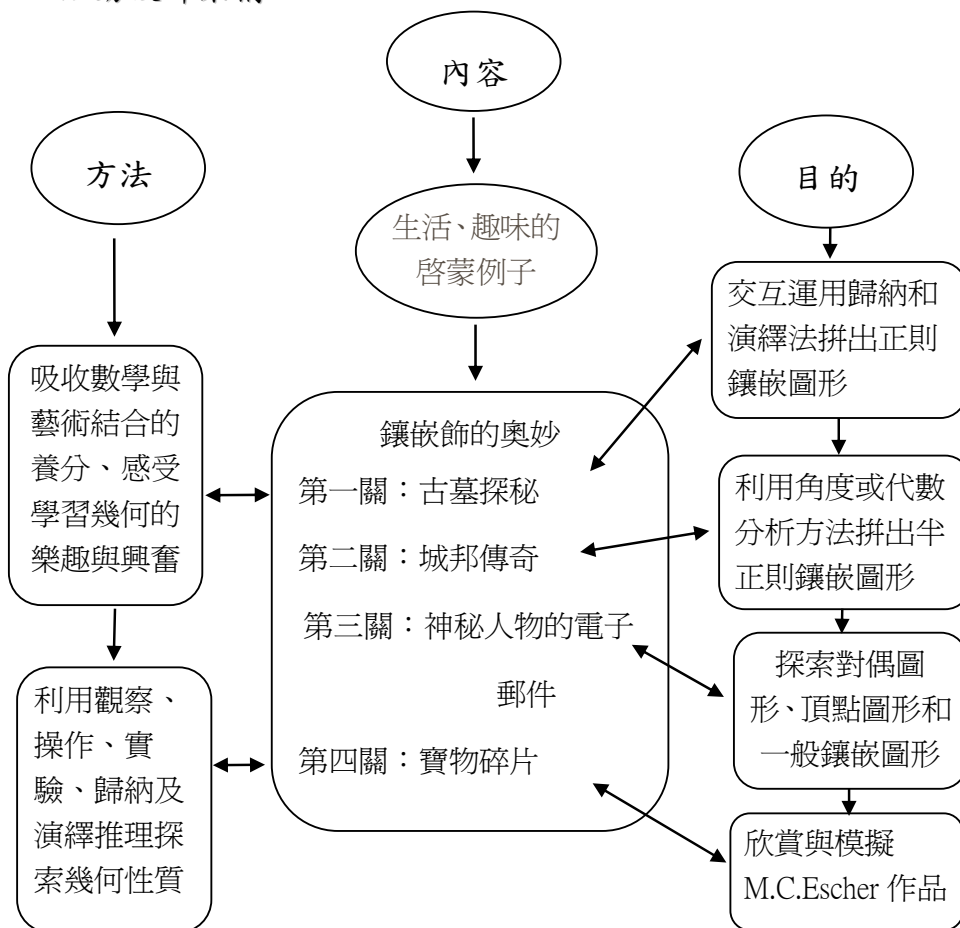 內容
方法
目的
生活、趣味的
啓蒙例子
吸收數學與
藝術結合的
養分、感受
學習幾何的
樂趣與興奮
利用觀察、
操作、實
驗、歸納及
演繹推理探
索幾何性質
鑲嵌飾的奧妙
第一關：古墓探秘
第二關：城邦傳奇
第三關：神秘人物的電子
郵件
第四關：寶物碎片
交互運用歸納和
演繹法拼出正則
鑲嵌圖形
利用角度或代數
分析方法拼出半
正則鑲嵌圖形
探索對偶圖
形、頂點圖形和
一般鑲嵌圖形
欣賞與模擬
M.C.Escher 作品